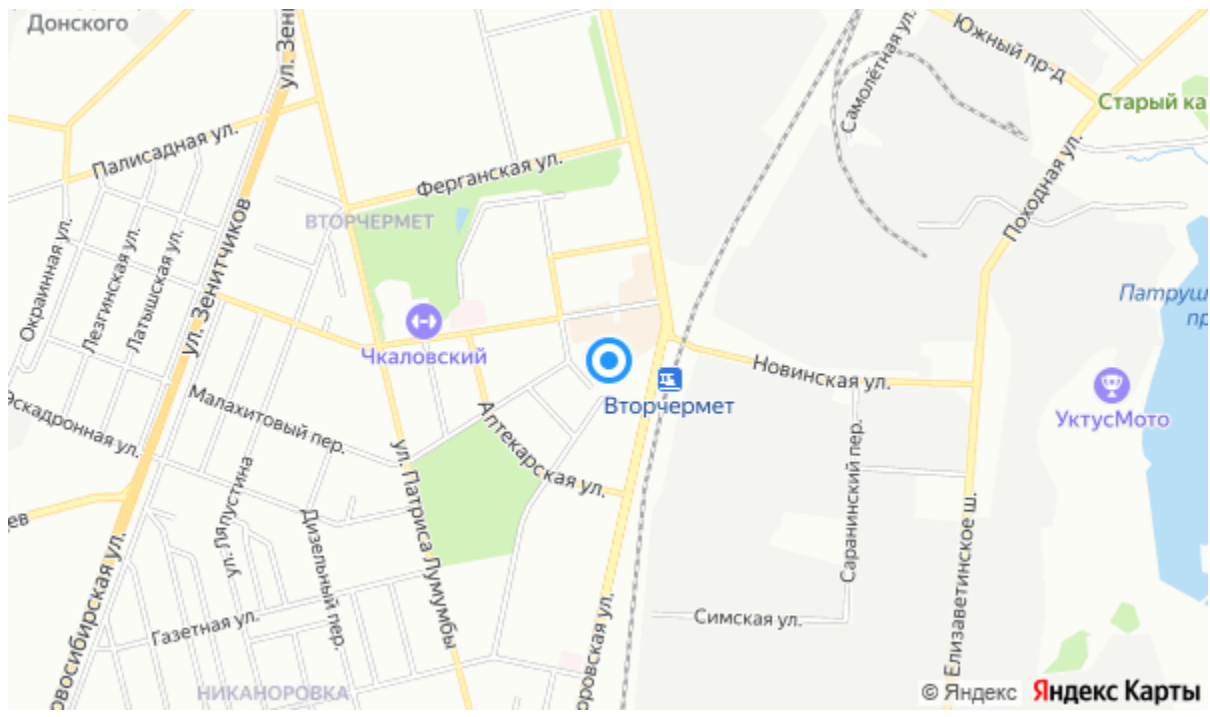 Донского
ул. Зени
Южный пр-д
Самолётная ул.
Старый ка
Палисадная ул.
Ферганская ул.
Походная ул.
ВТОРЧЕРМЕТ
Окраинная ул.
Лезгинская ул.
Латышская ул.
ул. Зенитчиков
Патруш
пр
Чкаловский
Новинская ул.
Вторчермет
УктусМото
Эскадронная ул.
Малахитовый пер.
Аптекарская ул.
ул. Патриса Лумумбы
Саранинский пер.
ев
ул. Ляпустина
Дизельный пер.
Елизаветинское ш.
овосибирская ул.
Газетная ул.
Симская ул.
оровская ул.
НИКАНОРОВКА
© Яндекс Яндекс Карты